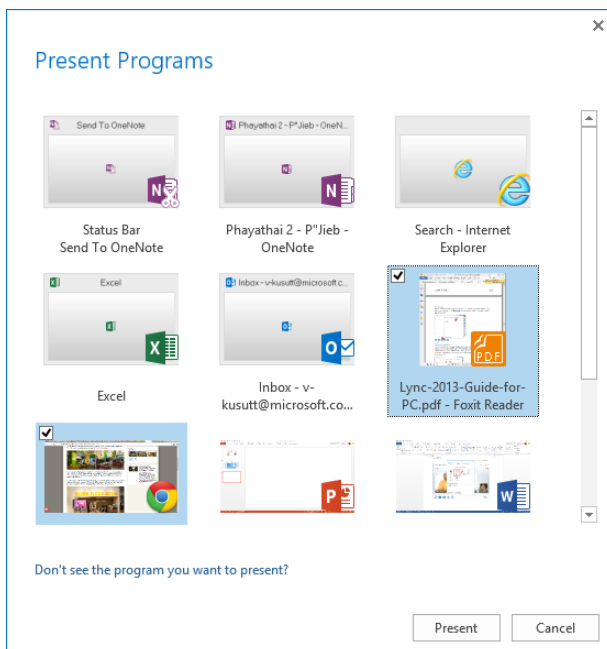 Present Programs
Send To OneNote
Phayathai 2 - P"Jieb - OneN...
Status Bar
Send To OneNote
Phayathai 2 - P"Jieb -
OneNote
Search - Internet
Explorer
Excel
Inbox - v-kusutt@microsoft.c...
Excel
Inbox - v-
kusutt@microsoft.co...
PDF
Lync-2013-Guide-for-
PC.pdf - Foxit Reader
Don't see the program you want to present?
Present
Cancel